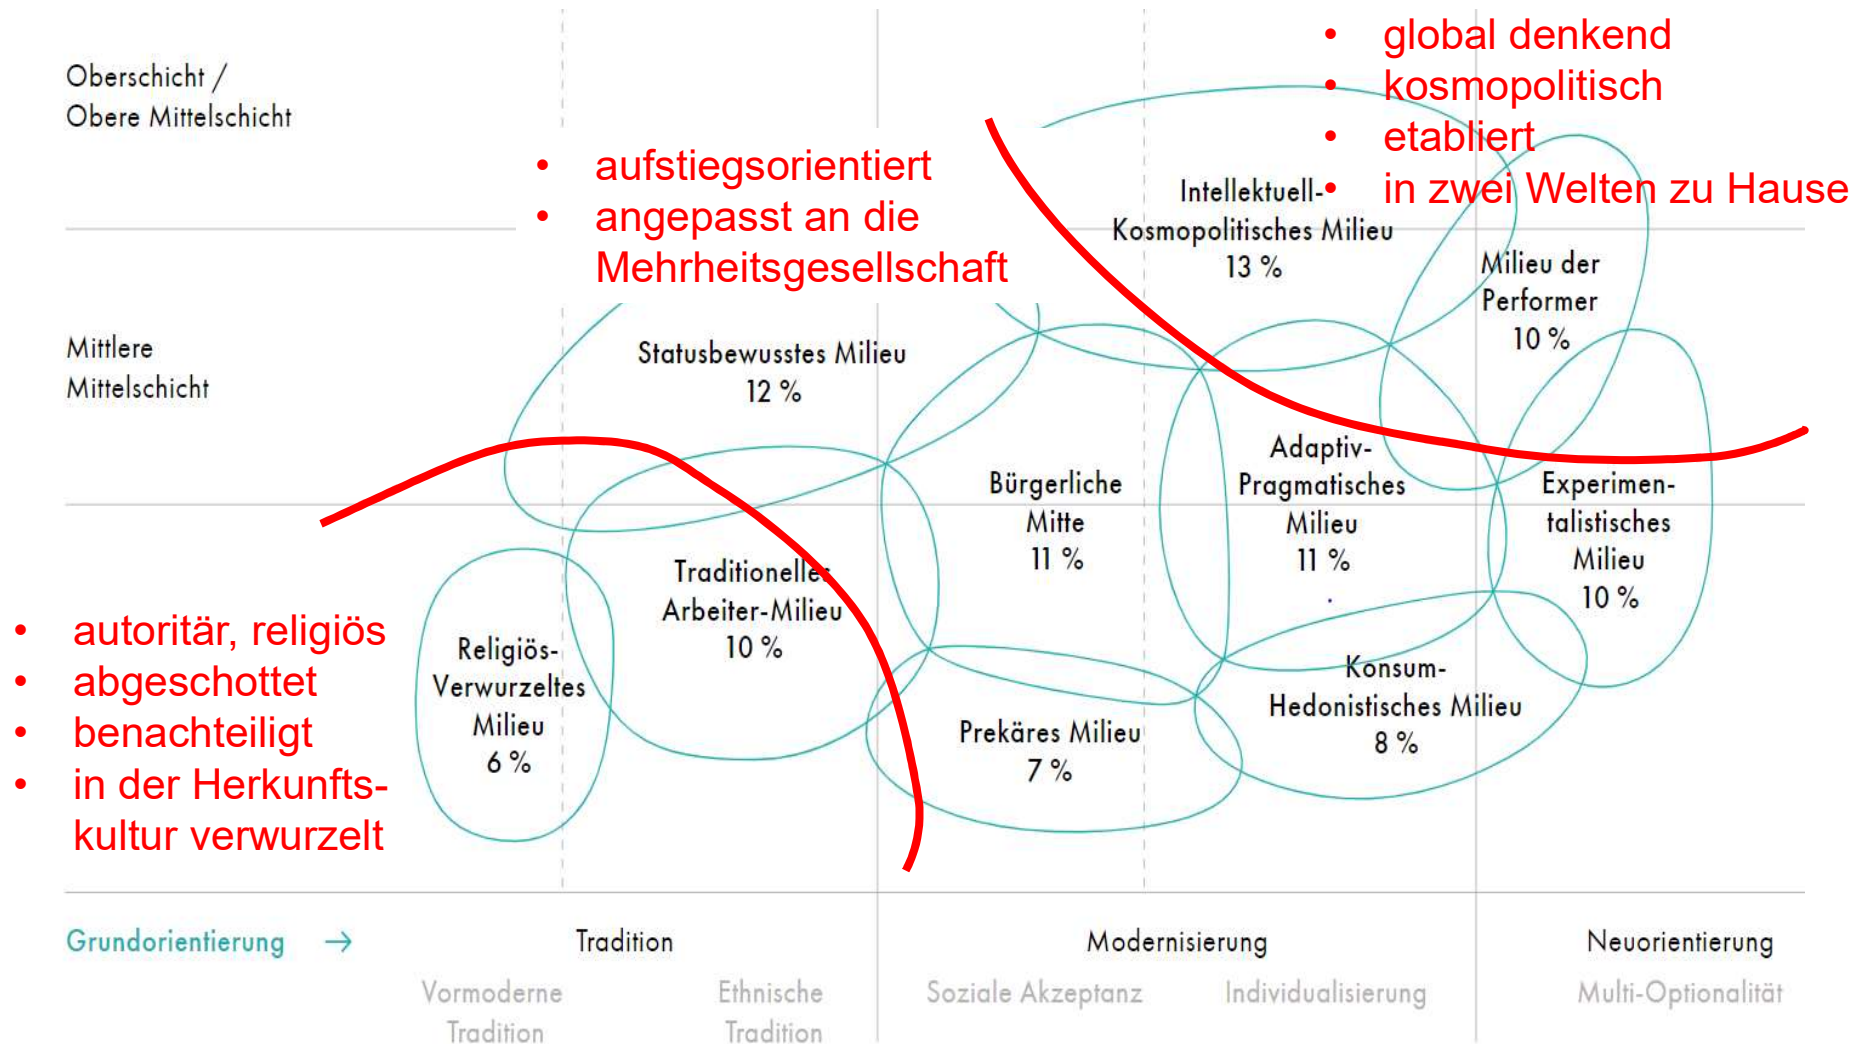 • global denkend
• kosmopolitisch
• etabliert
• in zwei Welten zu Hause
Oberschicht /
Obere Mittelschicht
• aufstiegsorientiert
• angepasst an die
Mehrheitsgesellschaft
Intellektuell-
Kosmopolitisches Milieu
13 %
Milieu der
Performer
10 %
Mittlere
Mittelschicht
Statusbewusstes Milieu
12 %
Bürgerliche
Mitte
11 %
Adaptiv-
Pragmatisches
Milieu
11 %
Experimen-
talistisches
Milieu
10 %
Traditionelles
Arbeiter-Milieu
10 %
• autoritär, religiös
• abgeschottet
• benachteiligt
• in der Herkunfts-
kultur verwurzelt
Religiös-
Verwurzeltes
Milieu
6 %
Prekäres Milieu
7 %
Konsum-
Hedonistisches Milieu
8 %
Grundorientierung →
Tradition
Modernisierung
Neuorientierung
Vormoderne
Tradition
Ethnische
Tradition
Soziale Akzeptanz
Individualisierung
Multi-Optionalität